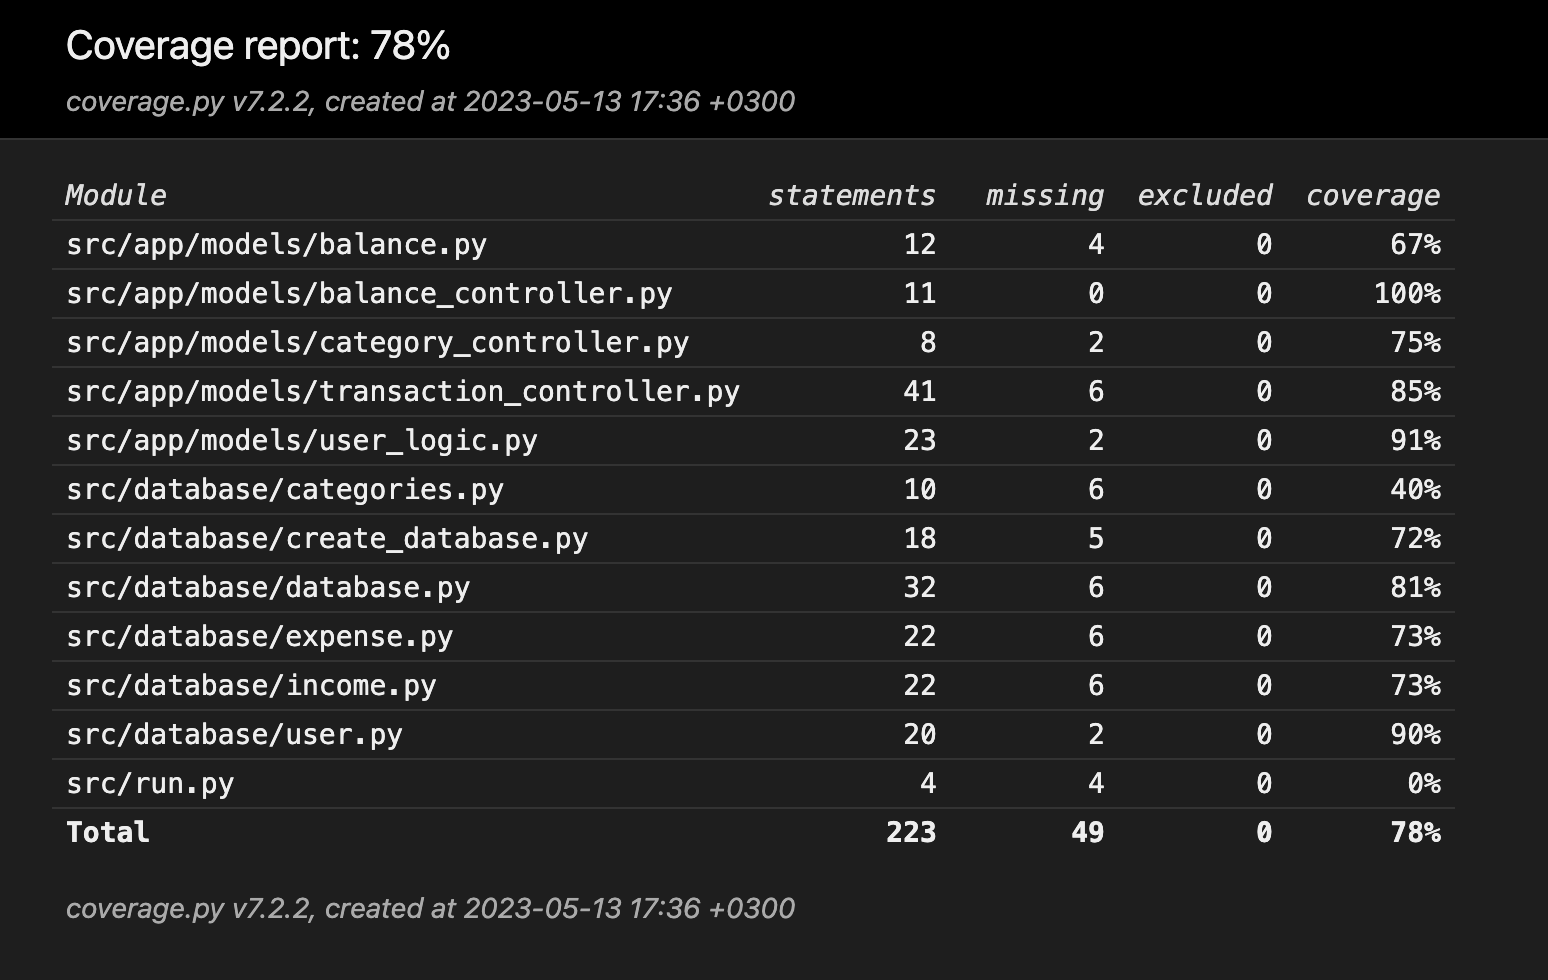 Coverage report: 78%
coverage.py v7.2.2, created at 2023-05-13 17:36 +0300
Module statements missing excluded coverage
src/app/models/balance.py 12 4 0 67%
src/app/models/balance_controller.py 11 0 0 100%
src/app/models/category_controller.py 8 2 0 75%
src/app/models/transaction_controller.py 41 6 0 85%
src/app/models/user_logic.py 23 2 0 91%
src/database/categories.py 10 6 0 40%
src/database/create_database.py 18 5 0 72%
src/database/database.py 32 6 0 81%
src/database/expense.py 22 6 0 73%
src/database/income.py 22 6 0 73%
src/database/user.py 20 2 0 90%
src/run.py 4 4 0 0%
Total 223 49 0 78%
coverage.py v7.2.2, created at 2023-05-13 17:36 +0300